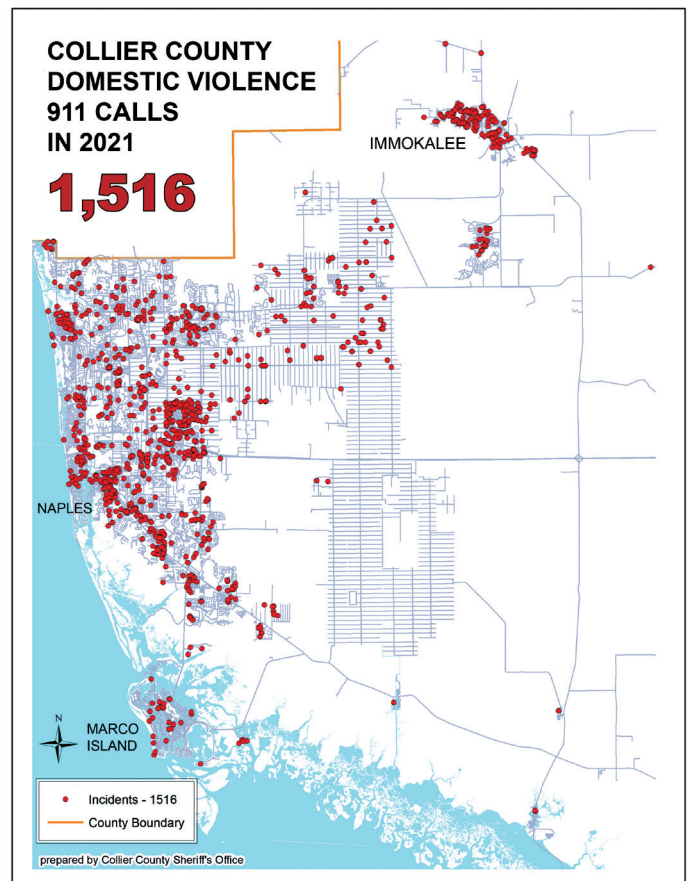 COLLIER COUNTY
DOMESTIC VIOLENCE
911 CALLS
IN 2021
1,516
IMMOKALEE
NAPLES
N
MARCO
ISLAND
Incidents - 1516
County Boundary
prepared by Collier County Sheriff's Office